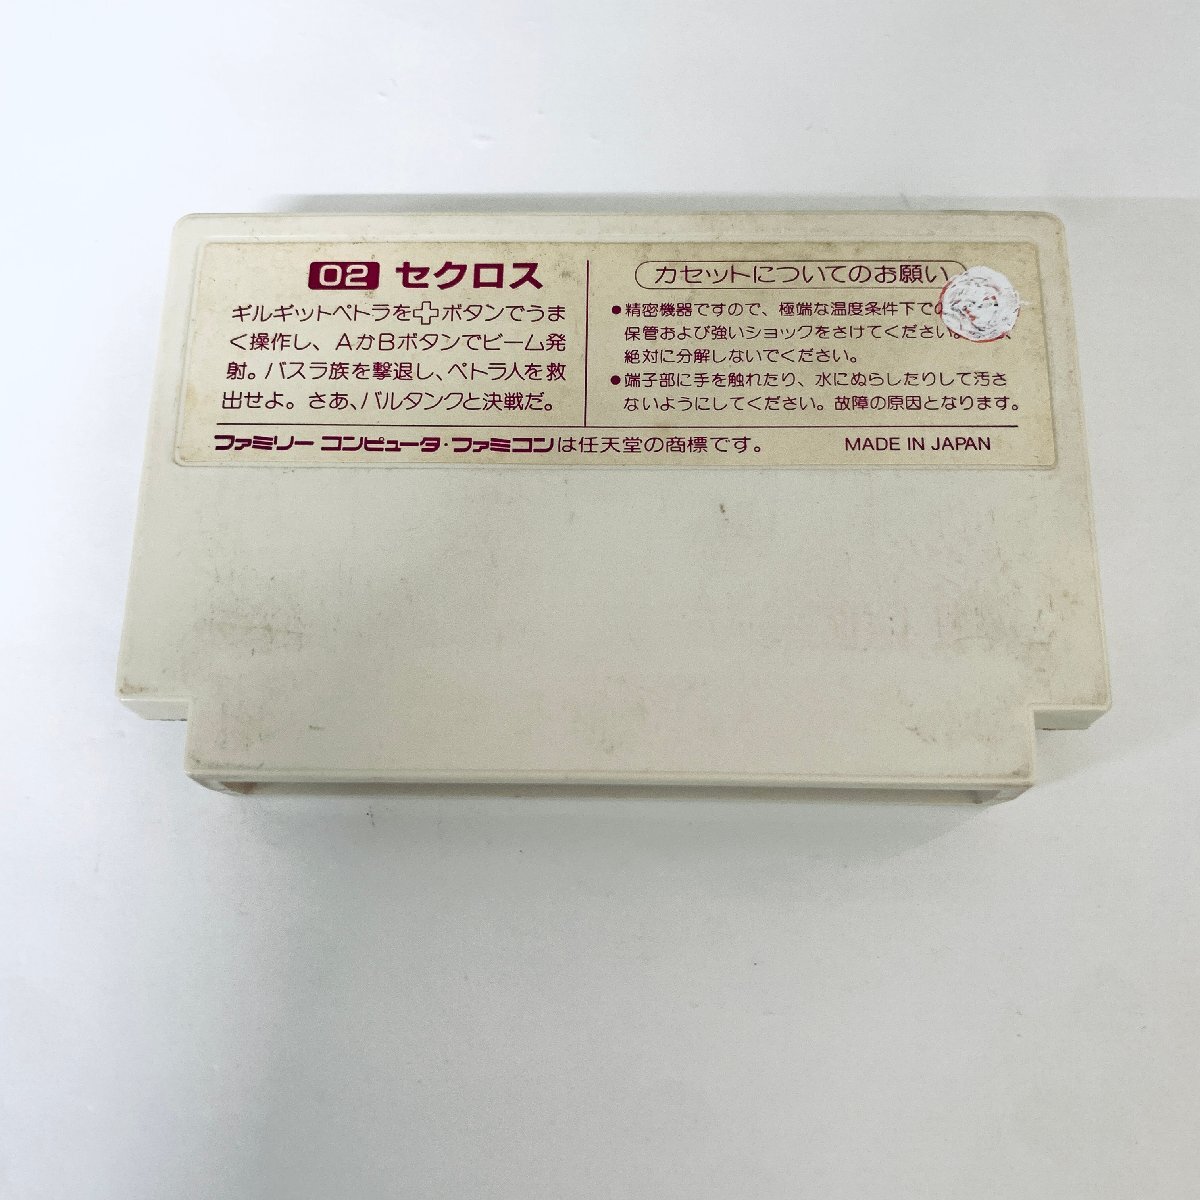 02 セクロス
ギルギットペトラを✚ボタンでうま
く操作し、AかBボタンでビーム発
射。バスラ族を撃退し、ペトラ人を救
出せよ。さあ、バルタンクと決戦だ。
カセットについてのお願い
●精密機器ですので、極端な温度条件下での
保管および強いショックをさけてください。
絶対に分解しないでください。
●端子部に手を触れたり、水にぬらしたりして汚さ
ないようにしてください。故障の原因となります。
ファミリーコンピュータ・ファミコンは任天堂の商標です。
MADE IN JAPAN